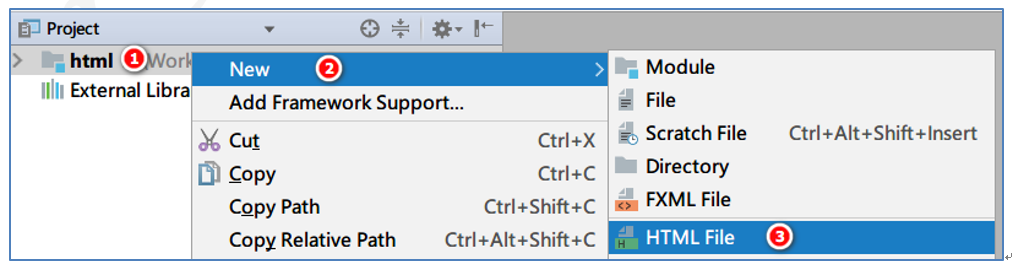 Project
html 1 Work
External Libra
New 2
Add Framework Support...
Cut Ctrl+X
Copy Ctrl+C
Copy Path Ctrl+Shift+C
Copy Relative Path Ctrl+Alt+Shift+C
Module
File
Scratch File Ctrl+Alt+Shift+Insert
Directory
FXML File
HTML File 3